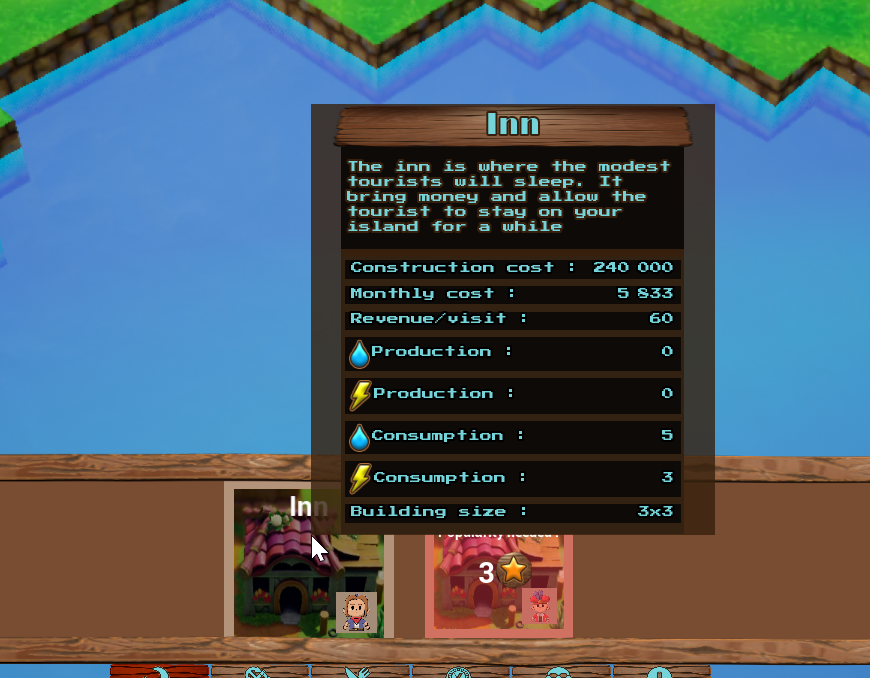 Inn
The inn is where the modest
tourists will sleep. It
bring money and allow the
tourist to stay on your
island for a while
Construction cost : 240 000
Monthly cost : 5 833
Revenue/visit : 60
Production : 0
Production : 0
Consumption : 5
Consumption : 3
Building size : 3x3
Inn
Popularity needed :
3